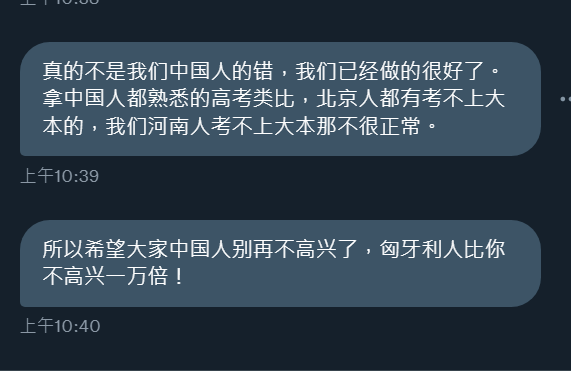 真的不是我们中国人的错，我们已经做的很好了。
拿中国人都熟悉的高考类比，北京人都有考不上大
本的，我们河南人考不上大本那不很正常。
上午10:39
所以希望大家中国人别再不高兴了，匈牙利人比你
不高兴一万倍！
上午10:40